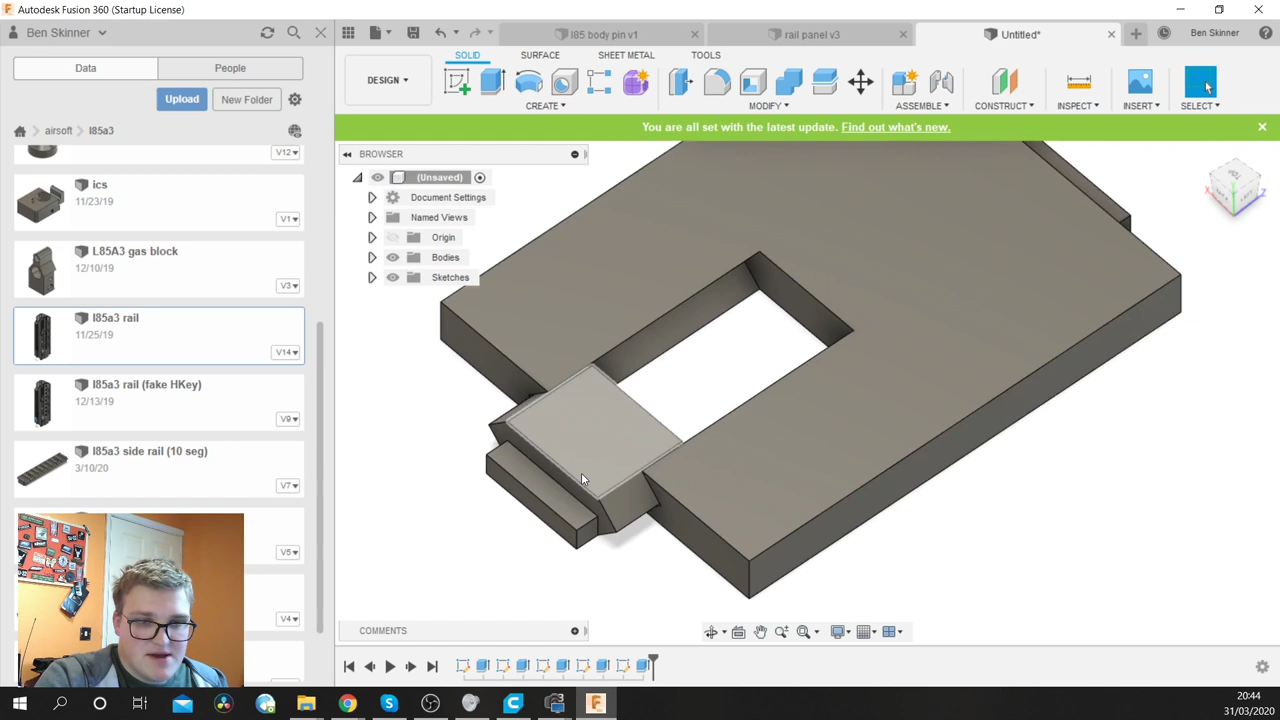 Autodesk Fusion 360 (Startup License)
Ben Skinner
l85 body pin v1
rail panel v3
Untitled*
Ben Skinner
Data
People
SOLID
SURFACE
SHEET METAL
TOOLS
DESIGN
Upload
New Folder
CREATE
MODIFY
ASSEMBLE
CONSTRUCT
INSPECT
INSERT
SELECT
airsoft
l85a3
You are all set with the latest update. Find out what's new.
V12
BROWSER
(Unsaved)
ics
11/23/19
V1
Document Settings
Named Views
Origin
L85A3 gas block
12/10/19
V3
Bodies
Sketches
l85a3 rail
11/25/19
V14
l85a3 rail (fake HKey)
12/13/19
V9
l85a3 side rail (10 seg)
3/10/20
V7
V5
V4
COMMENTS
20:44
31/03/2020